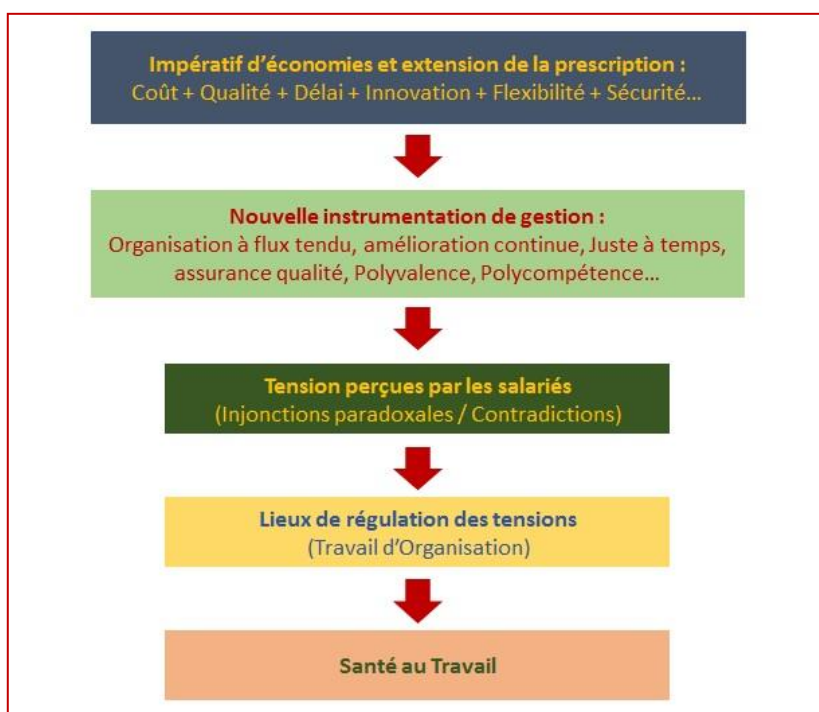 Impératif d'économies et extension de la prescription :
Coût + Qualité + Délai + Innovation + Flexibilité + Sécurité…
Nouvelle instrumentation de gestion :
Organisation à flux tendu, amélioration continue, Juste à temps,
assurance qualité, Polyvalence, Polycompétence…
Tension perçues par les salariés
(Injonctions paradoxales / Contradictions)
Lieux de régulation des tensions
(Travail d'Organisation)
Santé au Travail